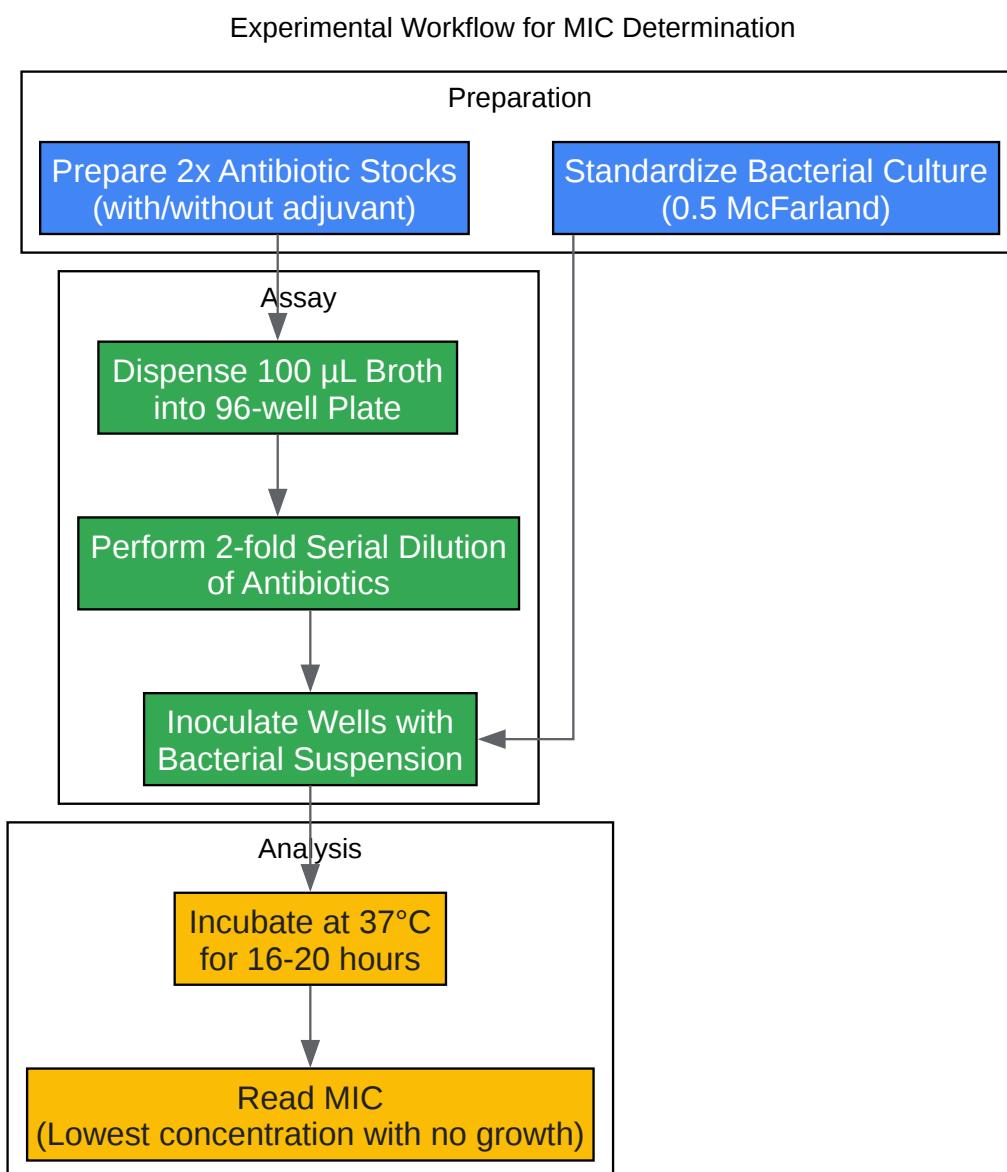 Experimental Workflow for MIC Determination
Preparation
Prepare 2x Antibiotic Stocks
(with/without adjuvant)
Standardize Bacterial Culture
(0.5 McFarland)
Assay
Dispense 100 µL Broth
into 96-well Plate
Perform 2-fold Serial Dilution
of Antibiotics
Inoculate Wells with
Bacterial Suspension
Analysis
Incubate at 37°C
for 16-20 hours
Read MIC
(Lowest concentration with no growth)